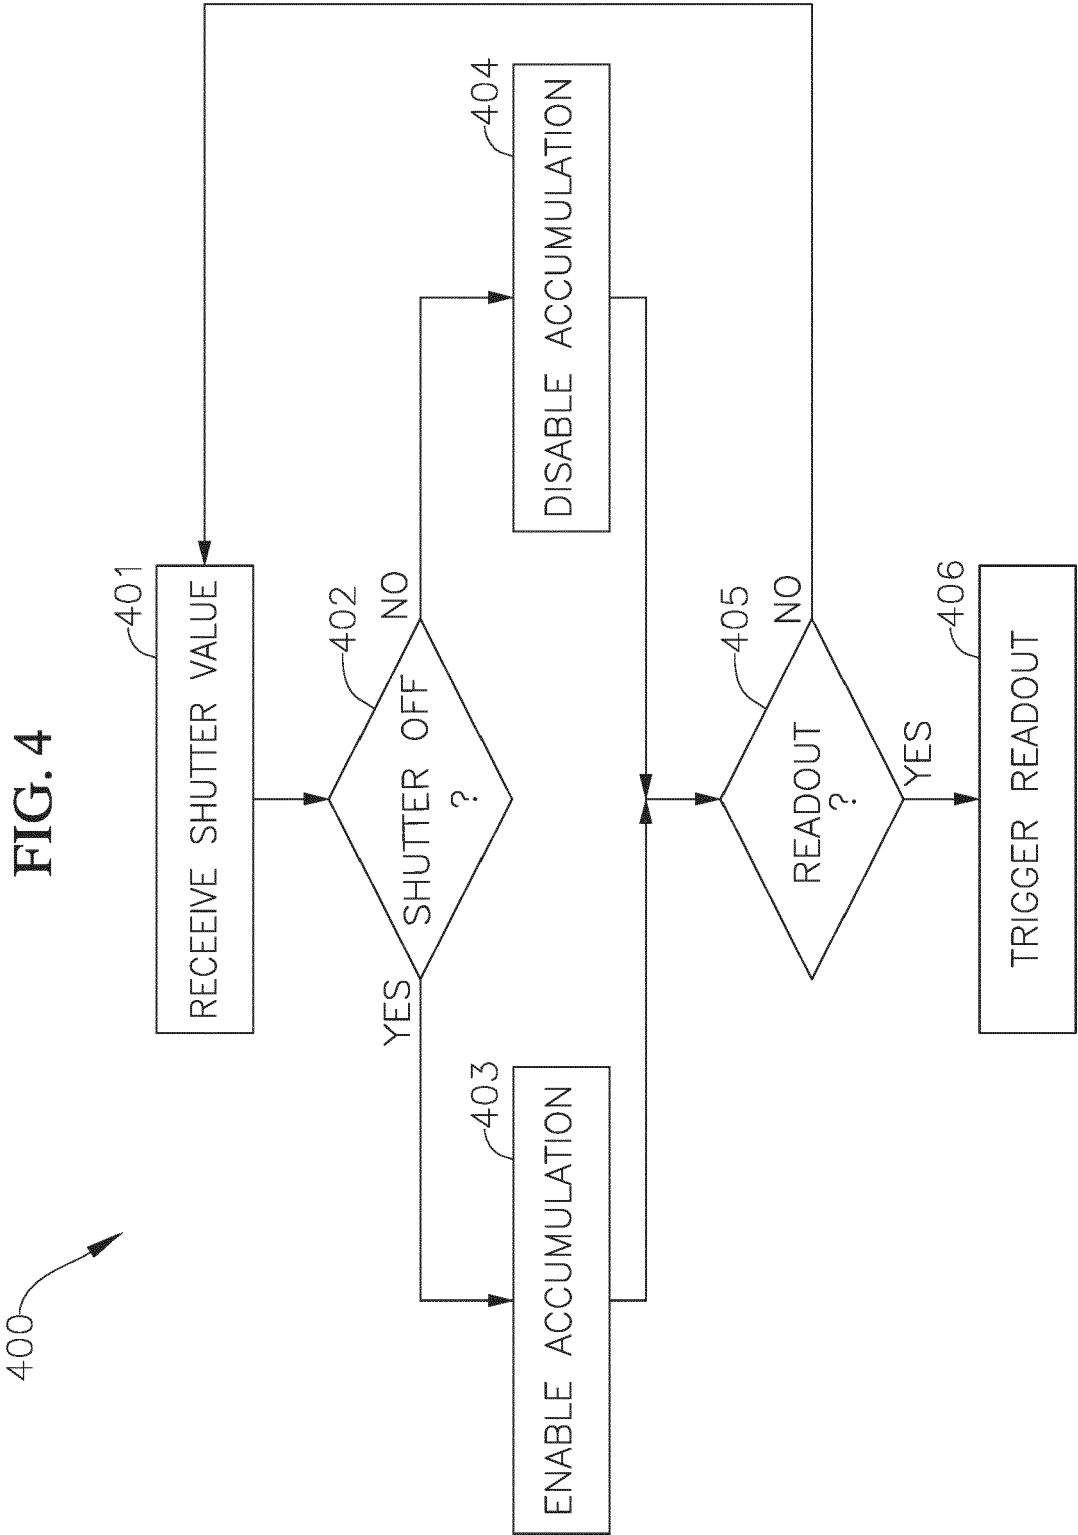 FIG. 4
400
401
RECEEIVE SHUTTER VALUE
402
SHUTTER OFF
?
YES
NO
403
ENABLE ACCUMULATION
404
DISABLE ACCUMULATION
405
READOUT
?
NO
YES
406
TRIGGER READOUT